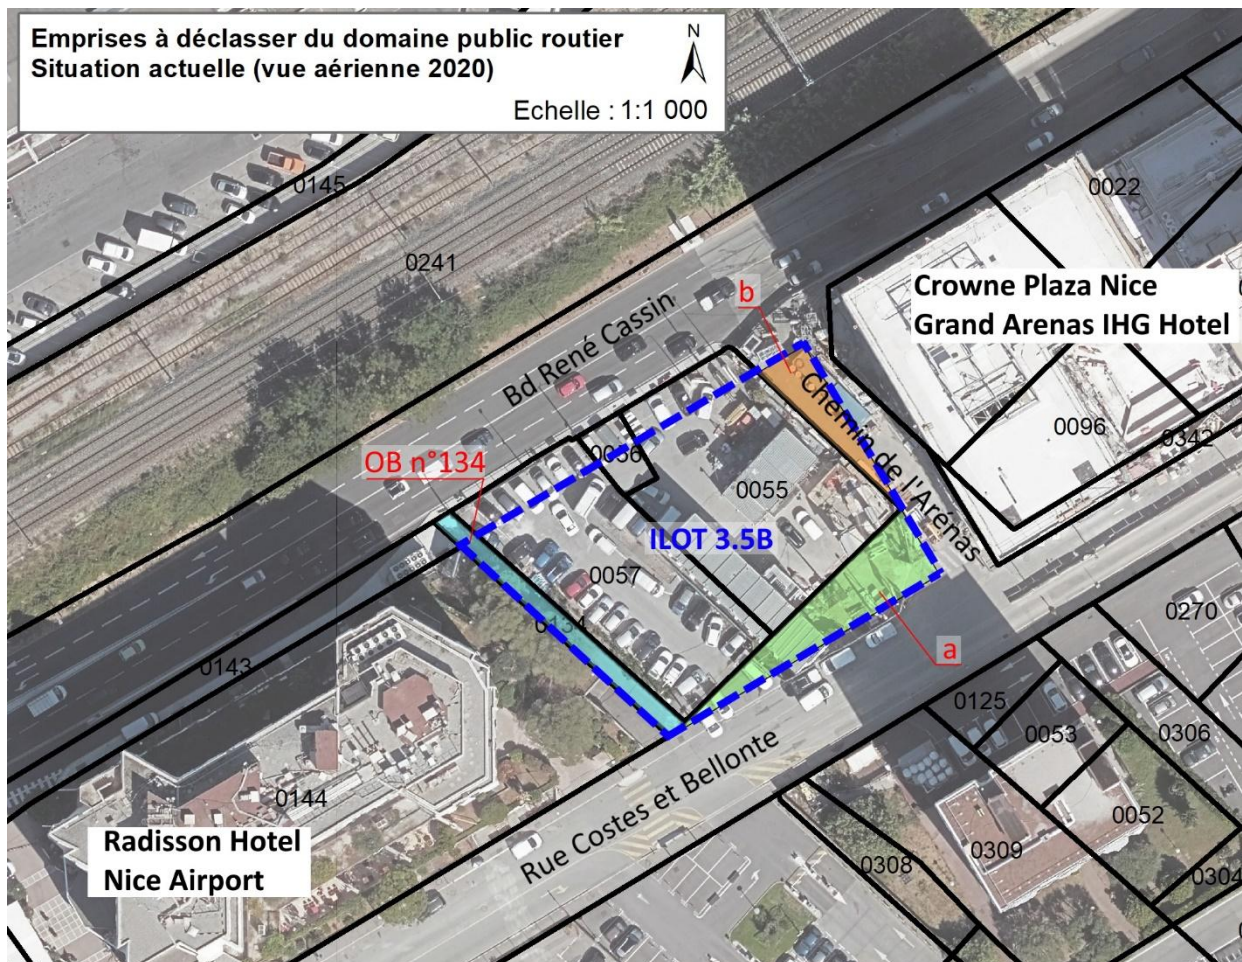 Emprises à déclasser du domaine public routier
Situation actuelle (vue aérienne 2020)
N
Echelle : 1:1 000
0145
0022
0241
Crowne Plaza Nice
Grand Arenas IHG Hotel
b
Bd René Cassin
Chemin de l'Arénas
0096
0342
OB n°134
0056
0055
ILOT 3.5B
0057
0134
0270
a
0143
0125
0053
0306
0144
Rue Costes et Bellonte
0052
Radisson Hotel
Nice Airport
0308
0309
0304